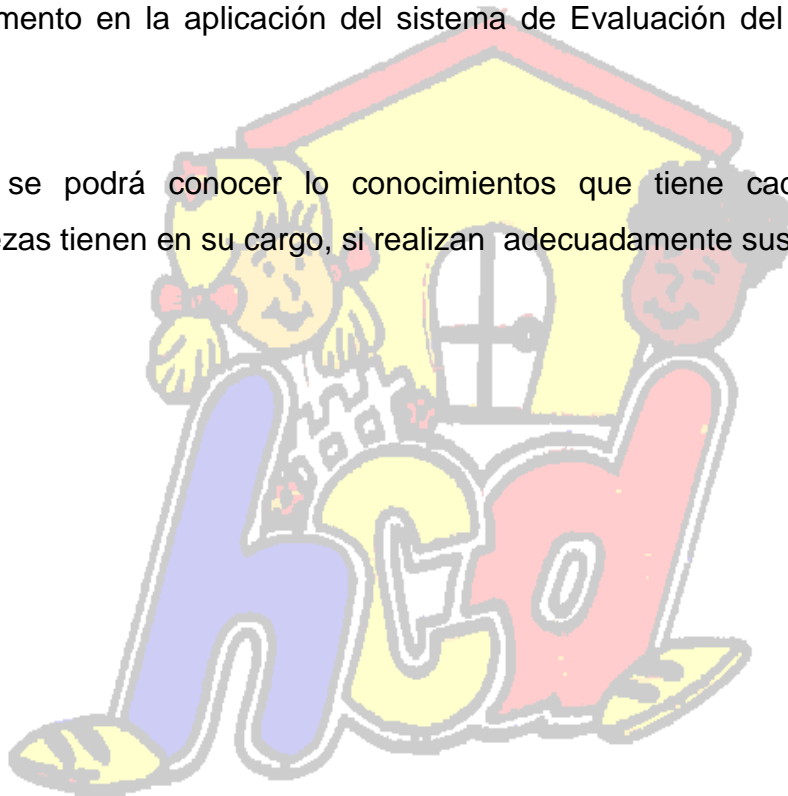 mento en la aplicación del sistema de Evaluación del
se podrá conocer lo conocimientos que tiene cad
ezas tienen en su cargo, si realizan adecuadamente sus
hcd